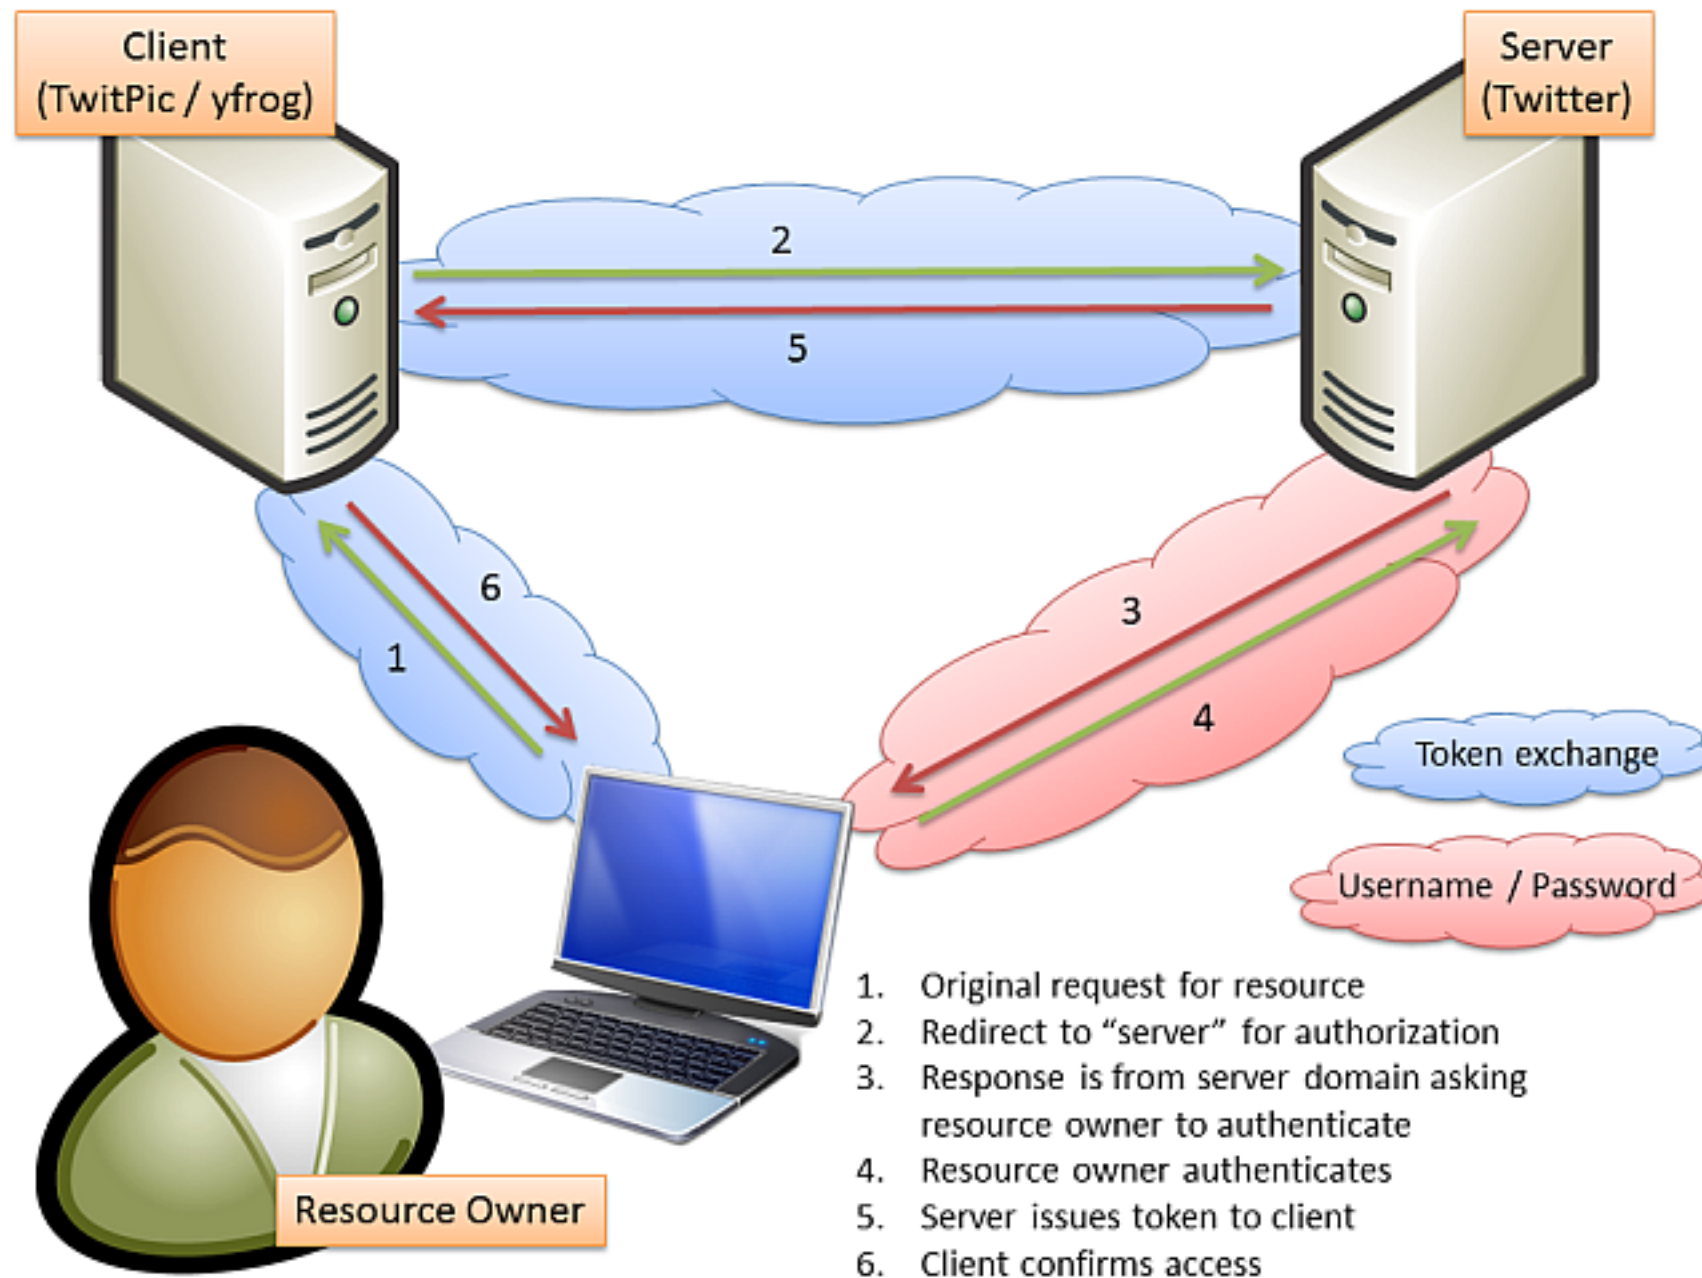 Client
(TwitPic / yfrog)
Server
(Twitter)
2
5
6
1
3
4
Token exchange
Username / Password
1. Original request for resource
2. Redirect to “server” for authorization
3. Response is from server domain asking
resource owner to authenticate
4. Resource owner authenticates
5. Server issues token to client
6. Client confirms access
Resource Owner